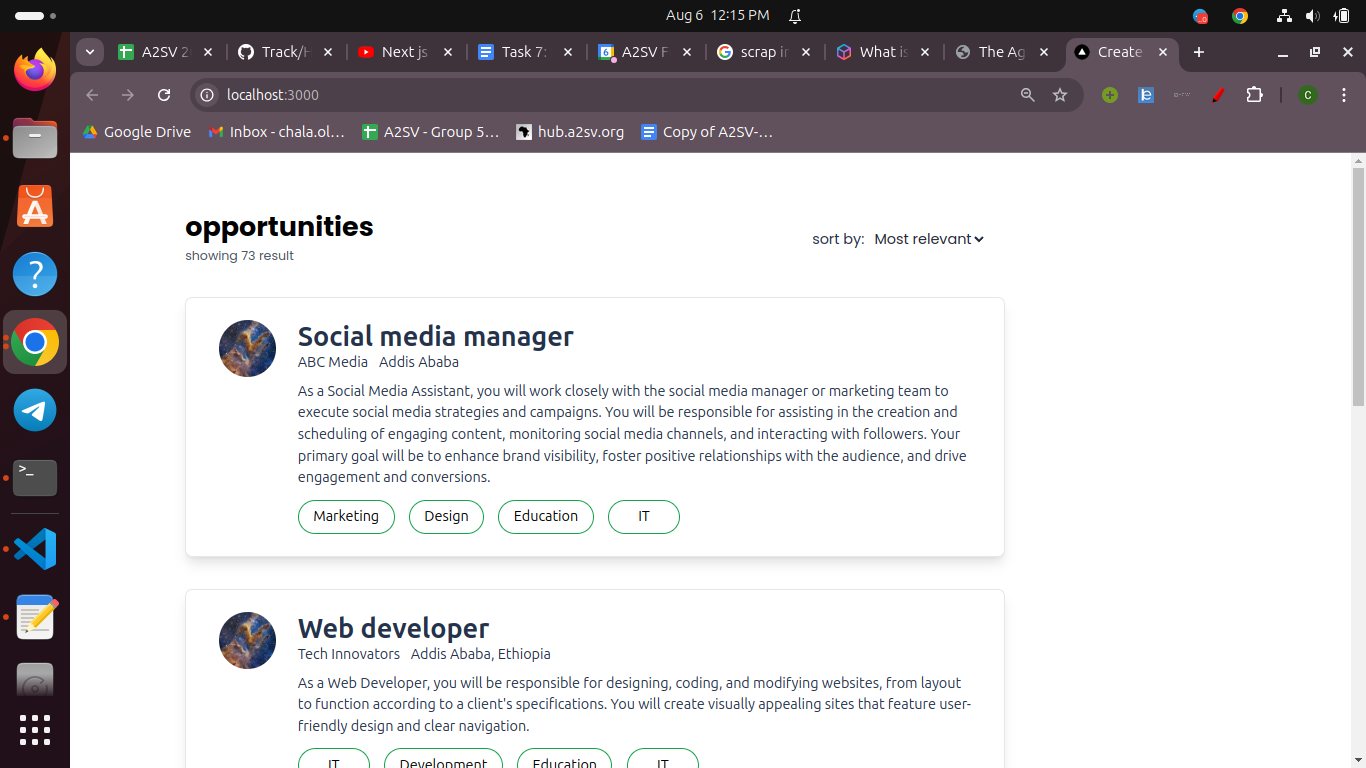 Aug 6 12:15 PM
A2SV 2
Track/H
Next js
Task 7:
A2SV F
scrap in
What is
The Ag
Create
localhost:3000
Google Drive
Inbox - chala.ol...
A2SV - Group 5...
hub.a2sv.org
Copy of A2SV-...
opportunities
showing 73 result
sort by: Most relevant
Social media manager
ABC Media Addis Ababa
As a Social Media Assistant, you will work closely with the social media manager or marketing team to
execute social media strategies and campaigns. You will be responsible for assisting in the creation and
scheduling of engaging content, monitoring social media channels, and interacting with followers. Your
primary goal will be to enhance brand visibility, foster positive relationships with the audience, and drive
engagement and conversions.
Marketing Design Education IT
Web developer
Tech Innovators Addis Ababa, Ethiopia
As a Web Developer, you will be responsible for designing, coding, and modifying websites, from layout
to function according to a client's specifications. You will create visually appealing sites that feature user-
friendly design and clear navigation.
IT Development Education IT